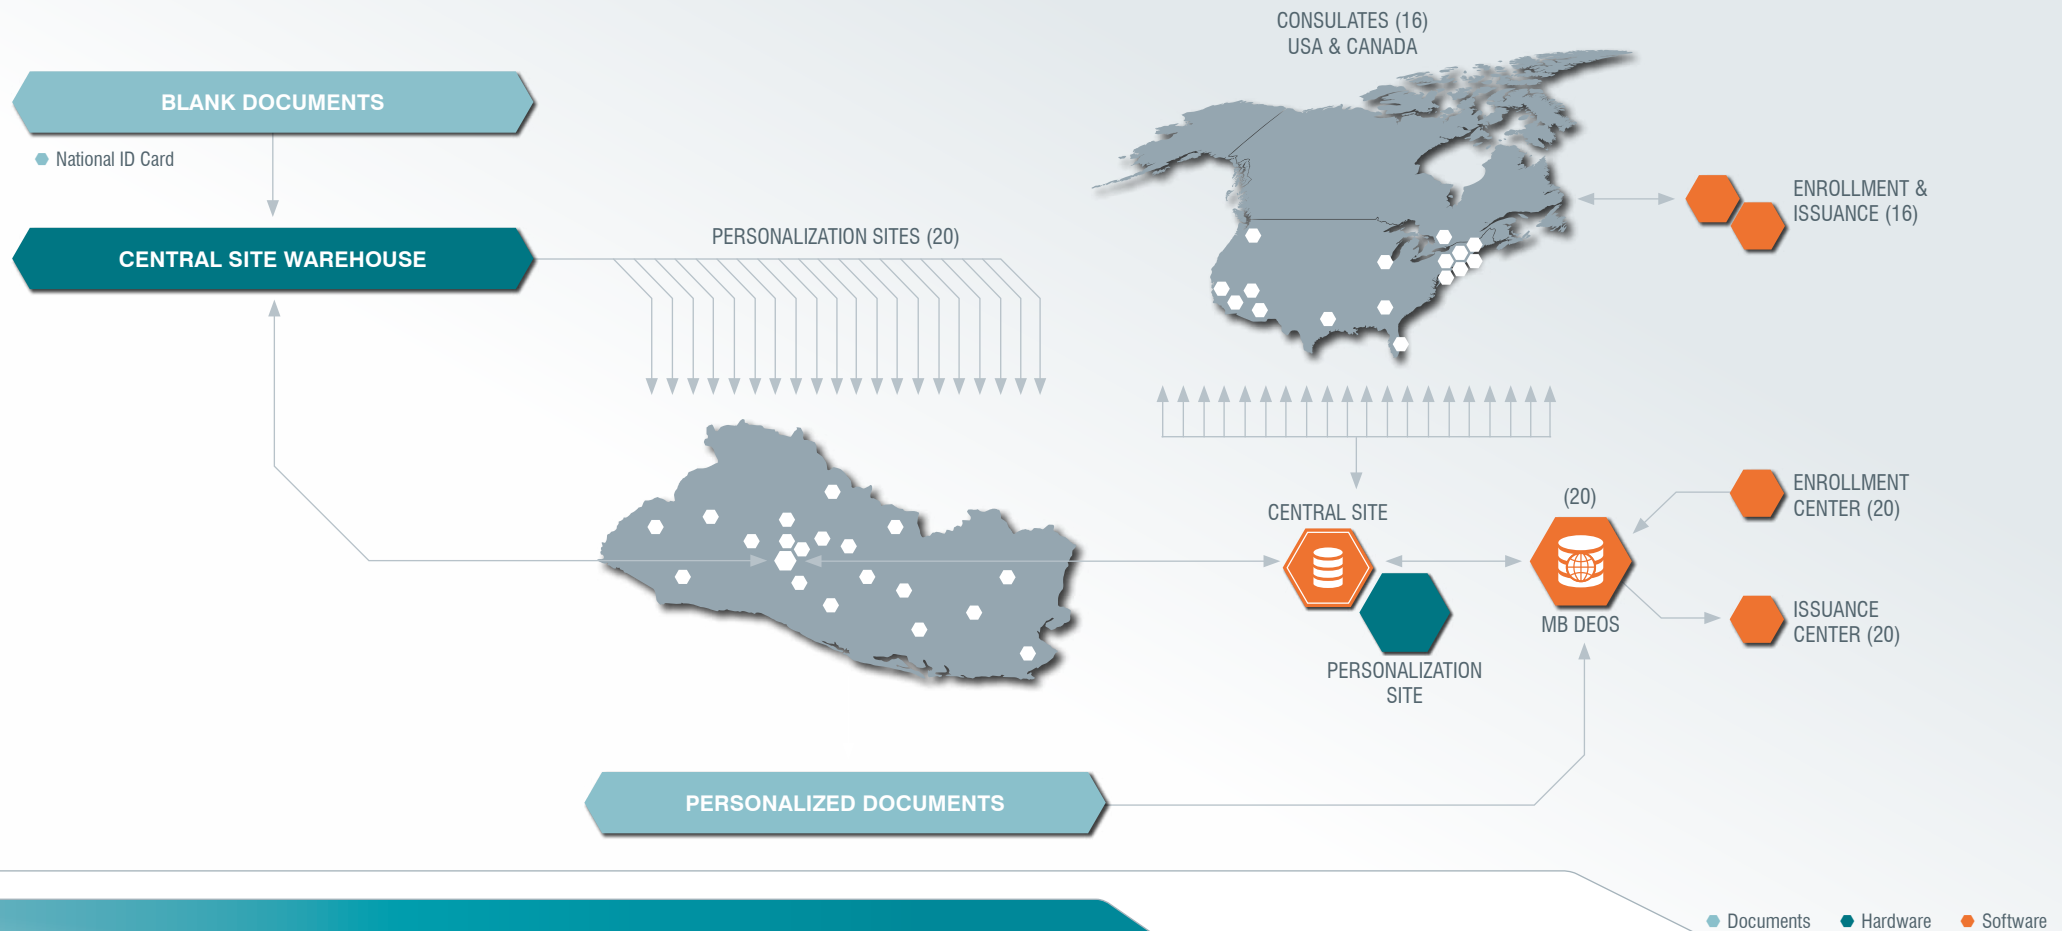 CONSULATES (16)
USA & CANADA
BLANK DOCUMENTS
National ID Card
ENROLLMENT &
ISSUANCE (16)
CENTRAL SITE WAREHOUSE
PERSONALIZATION SITES (20)
CENTRAL SITE
(20)
ENROLLMENT
CENTER (20)
MB DEOS
ISSUANCE
CENTER (20)
PERSONALIZATION
SITE
PERSONALIZED DOCUMENTS
Documents
Hardware
Software